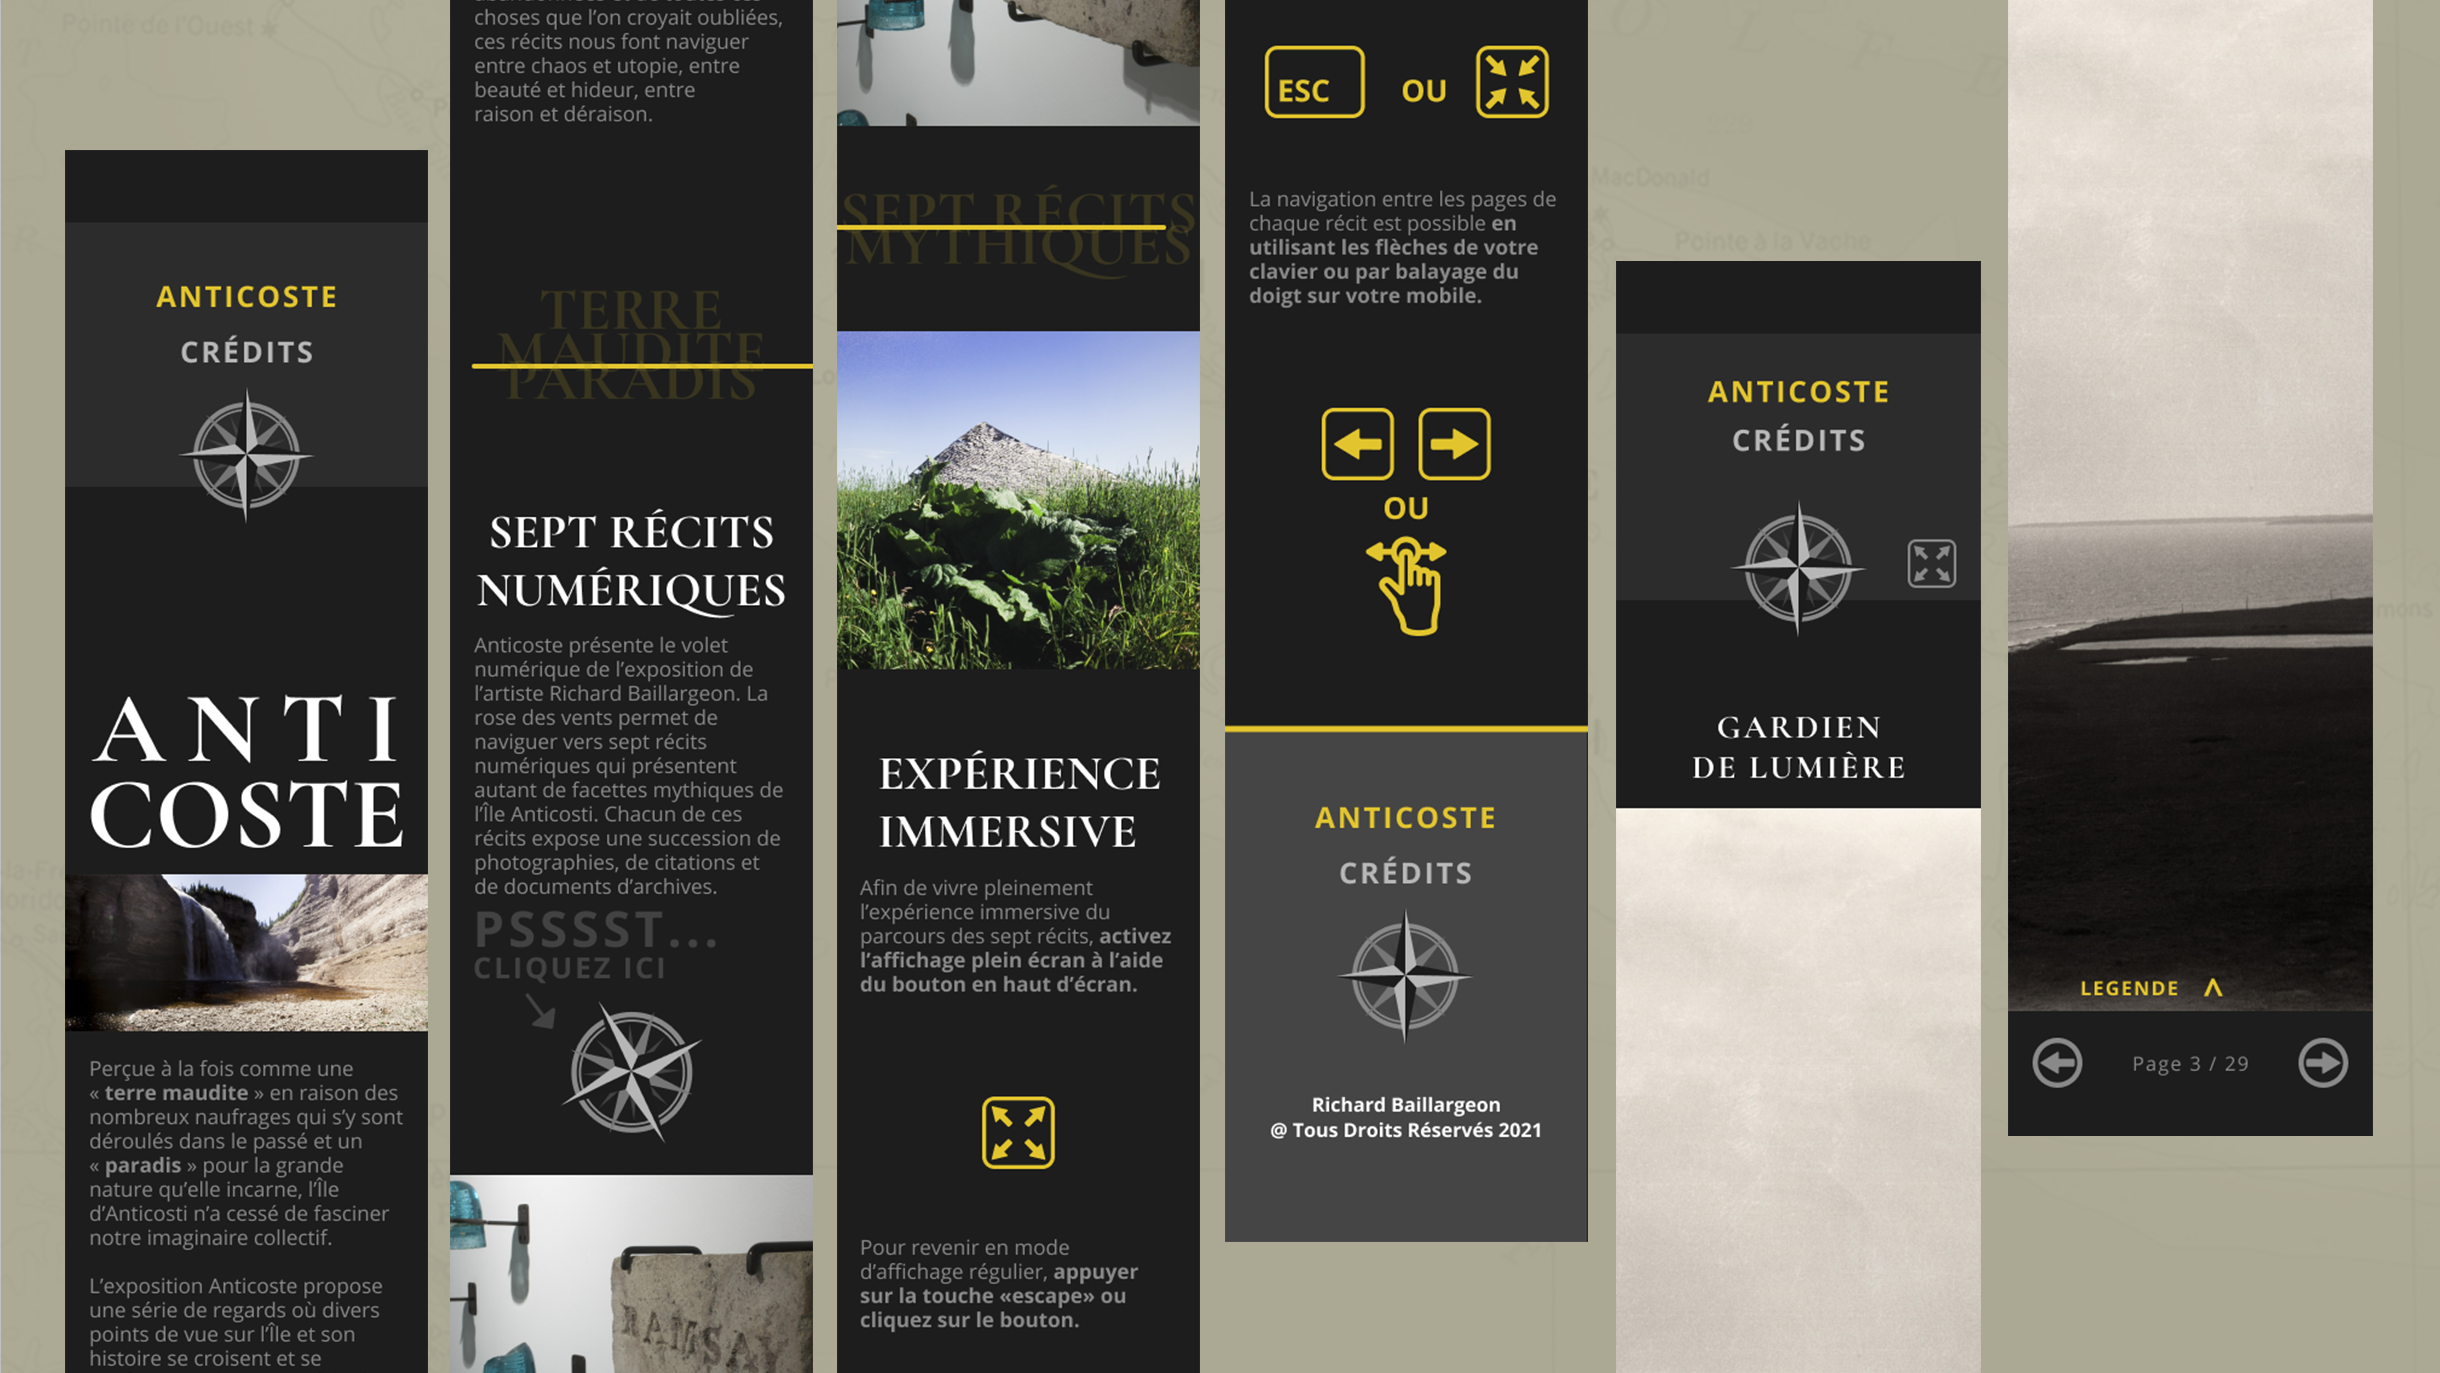 Pointe de l'Ouest
ANTICOSTE
CRÉDITS
ANTI
COSTE
Perçue à la fois comme une
« terre maudite » en raison des
nombreux naufrages qui s'y sont
déroulés dans le passé et un
« paradis » pour la grande
nature qu'elle incarne, l'Île
d'Anticosti n'a cessé de fasciner
notre imaginaire collectif.
L'exposition Anticoste propose
une série de regards où divers
points de vue sur l'Île et son
histoire se croisent et se
choses que l'on croyait oubliées,
ces récits nous font naviguer
entre chaos et utopie, entre
beauté et hideur, entre
raison et déraison.
TERRE
MAUDITE
PARADIS
SEPT RÉCITS
NUMÉRIQUES
Anticoste présente le volet
numérique de l'exposition de
l'artiste Richard Baillargeon. La
rose des vents permet de
naviguer vers sept récits
numériques qui présentent
autant de facettes mythiques de
l'Île Anticosti. Chacun de ces
récits expose une succession de
photographies, de citations et
de documents d'archives.
PSSSST...
CLIQUEZ ICI
RAMSA
SEPT RÉCITS
MYTHIQUES
EXPÉRIENCE
IMMERSIVE
Afin de vivre pleinement
l'expérience immersive du
parcours des sept récits, activez
l'affichage plein écran à l'aide
du bouton en haut d'écran.
Pour revenir en mode
d'affichage régulier, appuyer
sur la touche «escape» ou
cliquez sur le bouton.
ESC OU
La navigation entre les pages de
chaque récit est possible en
utilisant les flèches de votre
clavier ou par balayage du
doigt sur votre mobile.
OU
ANTICOSTE
CRÉDITS
Richard Baillargeon
@ Tous Droits Réservés 2021
MacDonald
Pointe à la Vache
ANTICOSTE
CRÉDITS
GARDIEN
DE LUMIÈRE
LEGENDE
Page 3 / 29